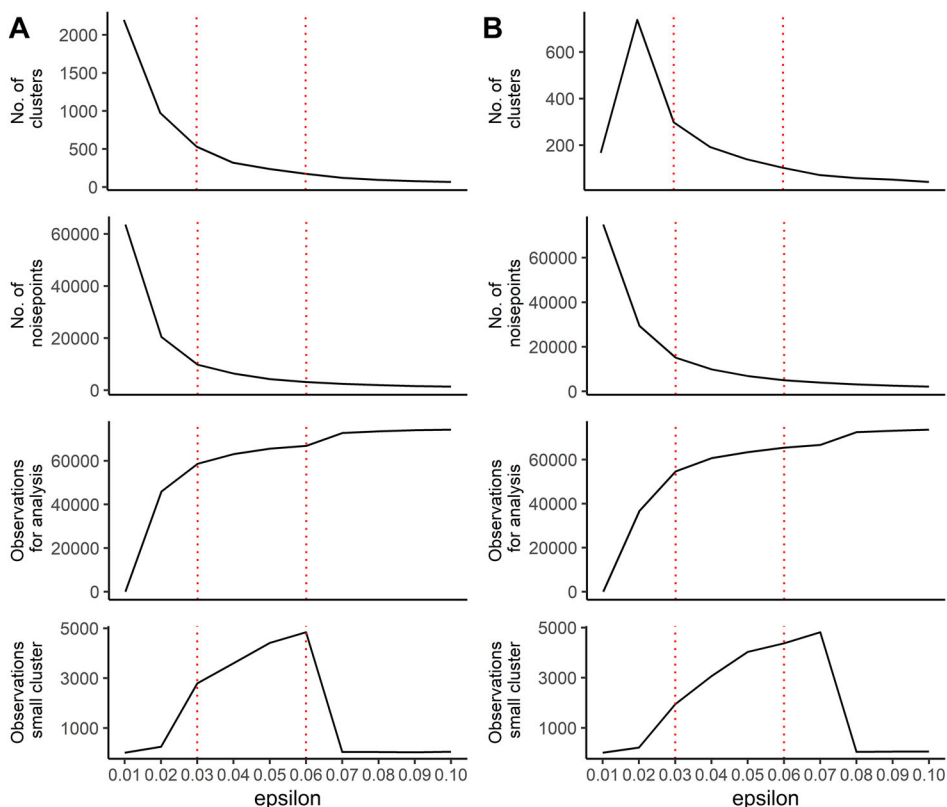 A
No. of
clusters
2000
1500
1000
500
0
B
No. of
clusters
600
400
200
No. of
noisepoints
60000
40000
20000
0
No. of
noisepoints
60000
40000
20000
0
Observations
for analysis
60000
40000
20000
0
Observations
for analysis
60000
40000
20000
0
Observations
small cluster
5000
3000
1000
0.01 0.02 0.03 0.04 0.05 0.06 0.07 0.08 0.09 0.10
epsilon
Observations
small cluster
5000
3000
1000
0.01 0.02 0.03 0.04 0.05 0.06 0.07 0.08 0.09 0.10
epsilon